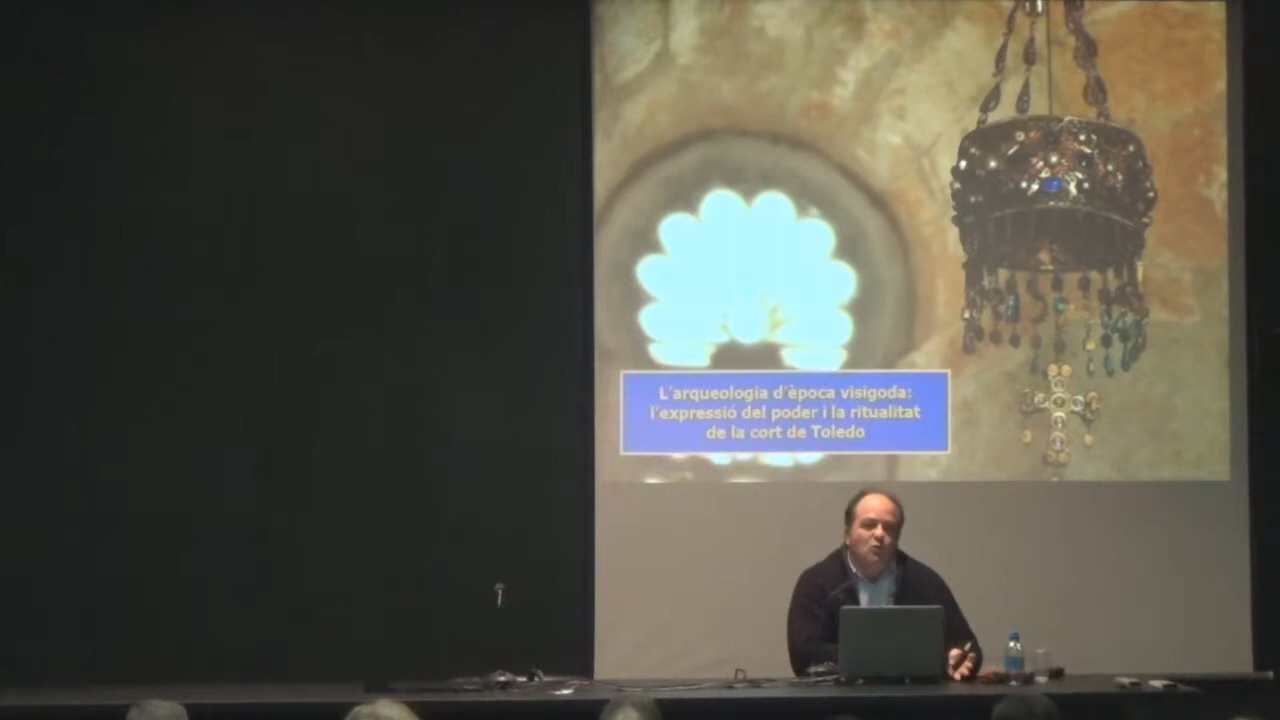 L'arqueologia d'època visigoda:
l'expressió del poder i la ritualitat
de la cort de Toledo